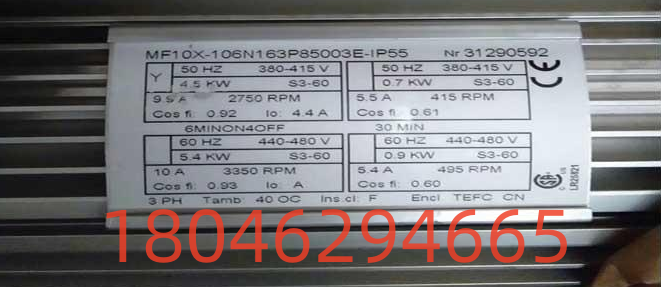 MF10X-106N163P85003E-IP55 Nr 31290592
Y 50 HZ 380-415 V 50 HZ 380-415 V
4.5 KW S3-60 0.7 KW S3-60
9.5 A 2750 RPM 5.5 A 415 RPM
Cos fi: 0.92 Io: 4.4 A Cos fi: 0.61
6MINON4OFF 30 MIN
60 HZ 440-480 V 60 HZ 440-480 V
5.4 KW S3-60 0.9 KW S3-60
10 A 3350 RPM 5.4 A 495 RPM
Cos fi: 0.93 Io: A Cos fi: 0.60
3 PH Tamb: 40 OC Ins.cl: F Encl TEFC CN
CE
LR25821
18046294665